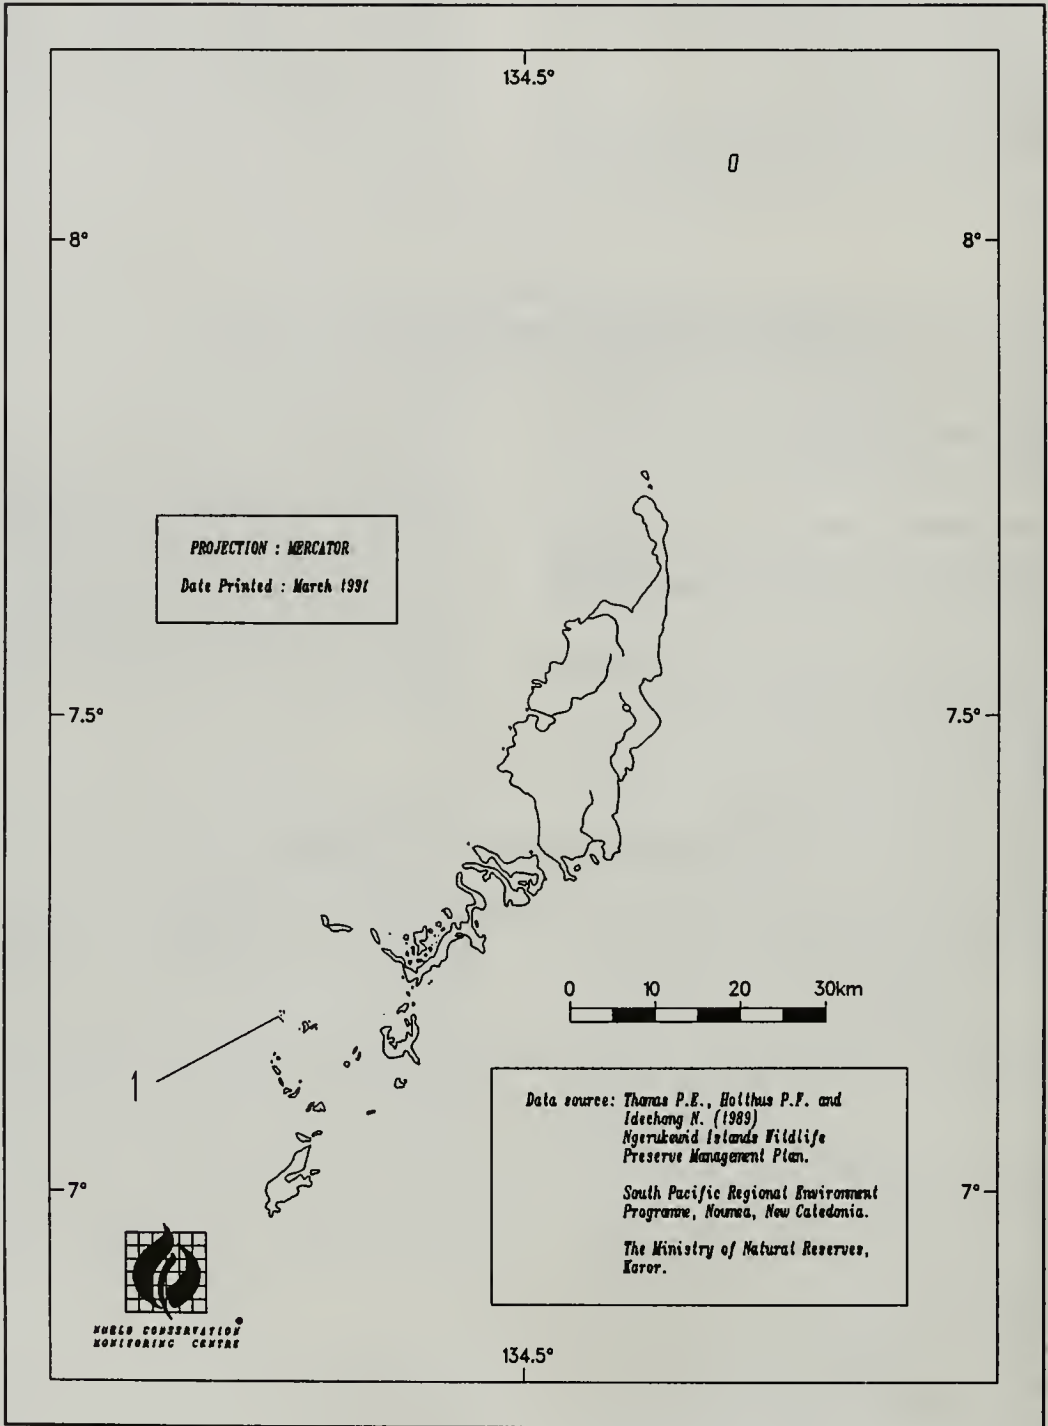 134.5°
8°
8°
PROJECTION : MERCATOR
Date Printed : March 1991
7.5°
7.5°
0 10 20 30km
1
Data source: Thomas P.E., Holthus P.F. and
Idechong N. (1989)
Ngerukewid Islands Wildlife
Preserve Management Plan.
South Pacific Regional Environment
Programme, Noumea, New Caledonia.
The Ministry of Natural Reserves,
Koror.
7°
7°
WORLD CONSERVATION
MONITORING CENTRE
134.5°